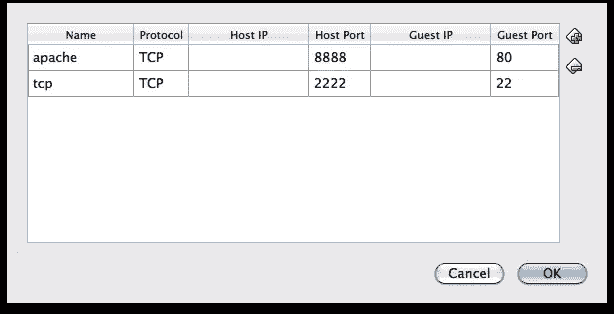 Name Protocol Host IP Host Port Guest IP Guest Port
apache TCP 8888 80
tcp TCP 2222 22
Cancel OK